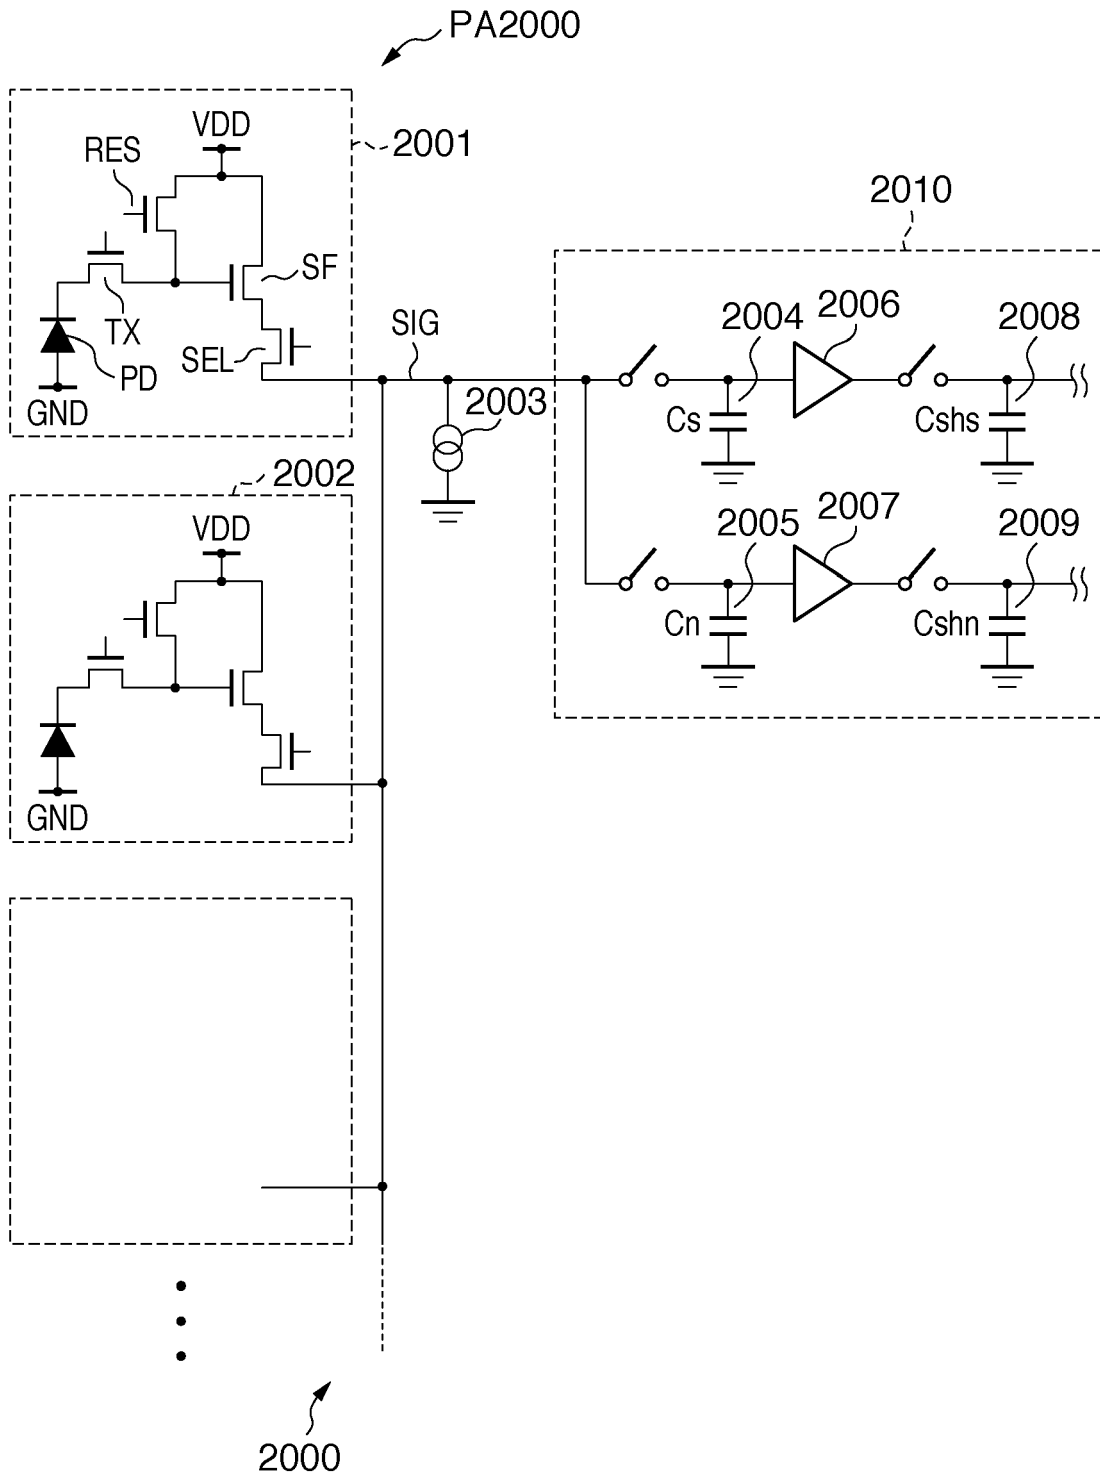 PA2000
VDD
2001
RES
2010
SF
TX
SIG
2004
2006
2008
SEL
PD
2003
GND
Cs
Cshs
2002
VDD
2005
2007
2009
Cn
Cshn
GND
2000